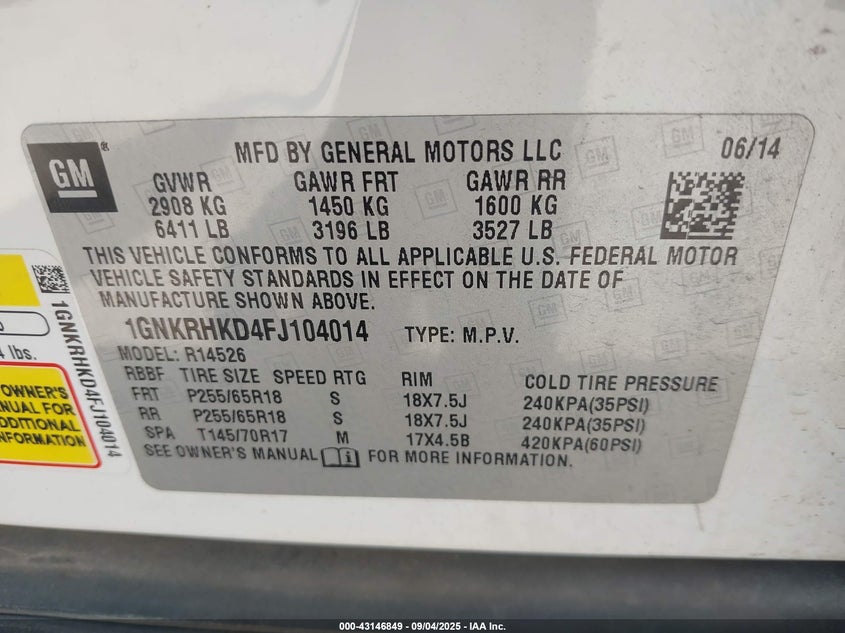 GM
MFD BY GENERAL MOTORS LLC 06/14
GVWR GAWR FRT GAWR RR
2908 KG 1450 KG 1600 KG
6411 LB 3196 LB 3527 LB
THIS VEHICLE CONFORMS TO ALL APPLICABLE U.S. FEDERAL MOTOR
VEHICLE SAFETY STANDARDS IN EFFECT ON THE DATE OF
MANUFACTURE SHOWN ABOVE.
1GNKRHKD4FJ104014 TYPE: M.P.V.
MODEL: R14526
RBBF TIRE SIZE SPEED RTG RIM COLD TIRE PRESSURE
FRT P255/65R18 S 18X7.5J 240KPA(35PSI)
RR P255/65R18 S 18X7.5J 240KPA(35PSI)
SPA T145/70R17 M 17X4.5B 420KPA(60PSI)
SEE OWNER'S MANUAL FOR MORE INFORMATION.
1GNKRHKD4FJ104014
lbs.
OWNER'S
FOR
000-43146849 - 09/04/2025 - IAA Inc.